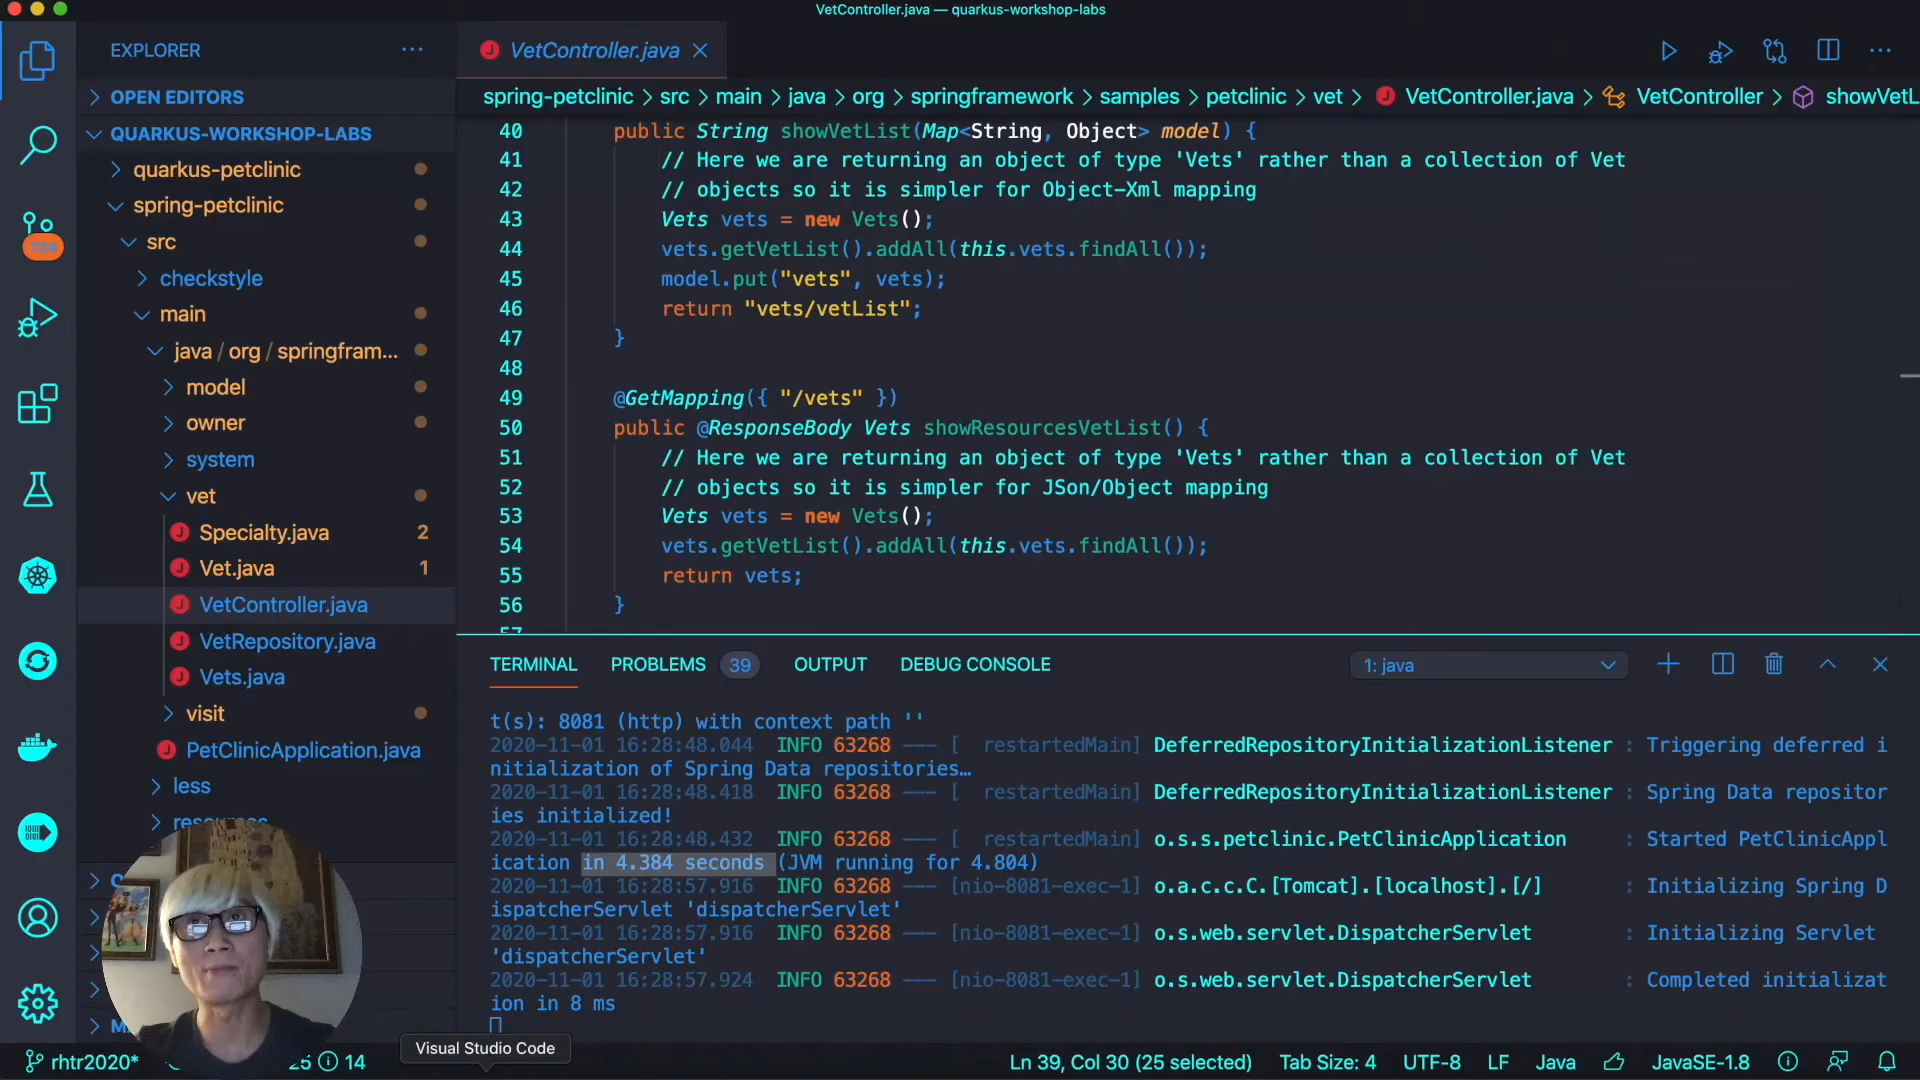 VetController.java — quarkus-workshop-labs
EXPLORER
OPEN EDITORS
QUARKUS-WORKSHOP-LABS
quarkus-petclinic
spring-petclinic
src
checkstyle
main
java / org / springfram...
model
owner
system
vet
Specialty.java 2
Vet.java 1
VetController.java
VetRepository.java
Vets.java
visit
PetClinicApplication.java
less
VetController.java
spring-petclinic > src > main > java > org > springframework > samples > petclinic > vet > VetController.java > VetController > showVetL
40 public String showVetList(Map<String, Object> model) {
41 // Here we are returning an object of type 'Vets' rather than a collection of Vet
42 // objects so it is simpler for Object-Xml mapping
43 Vets vets = new Vets();
44 vets.getVetList().addAll(this.vets.findAll());
45 model.put("vets", vets);
46 return "vets/vetList";
47 }
48
49 @GetMapping({ "/vets" })
50 public @ResponseBody Vets showResourcesVetList() {
51 // Here we are returning an object of type 'Vets' rather than a collection of Vet
52 // objects so it is simpler for JSon/Object mapping
53 Vets vets = new Vets();
54 vets.getVetList().addAll(this.vets.findAll());
55 return vets;
56 }
TERMINAL PROBLEMS 39 OUTPUT DEBUG CONSOLE 1: java
t(s): 8081 (http) with context path ''
2020-11-01 16:28:48.044 INFO 63268 --- [ restartedMain] DeferredRepositoryInitializationListener : Triggering deferred i
nitialization of Spring Data repositories…
2020-11-01 16:28:48.418 INFO 63268 --- [ restartedMain] DeferredRepositoryInitializationListener : Spring Data repositor
ies initialized!
2020-11-01 16:28:48.432 INFO 63268 --- [ restartedMain] o.s.s.petclinic.PetClinicApplication : Started PetClinicAppl
ication in 4.384 seconds (JVM running for 4.804)
2020-11-01 16:28:57.916 INFO 63268 --- [nio-8081-exec-1] o.a.c.c.C.[Tomcat].[localhost].[/] : Initializing Spring D
ispatcherServlet 'dispatcherServlet'
2020-11-01 16:28:57.916 INFO 63268 --- [nio-8081-exec-1] o.s.web.servlet.DispatcherServlet : Initializing Servlet
'dispatcherServlet'
2020-11-01 16:28:57.924 INFO 63268 --- [nio-8081-exec-1] o.s.web.servlet.DispatcherServlet : Completed initializat
ion in 8 ms
Visual Studio Code
rhtr2020* 14 Ln 39, Col 30 (25 selected) Tab Size: 4 UTF-8 LF Java JavaSE-1.8